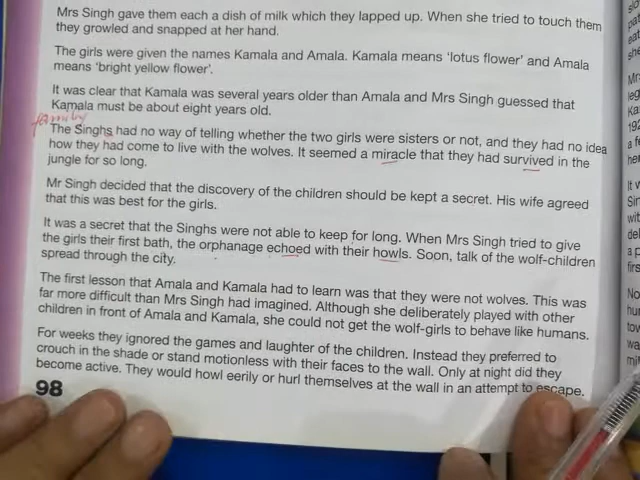 Mrs Singh gave them each a dish of milk which they lapped up. When she tried to touch them
they growled and snapped at her hand.
The girls were given the names Kamala and Amala. Kamala means 'lotus flower' and Amala
means 'bright yellow flower'.
It was clear that Kamala was several years older than Amala and Mrs Singh guessed that
Kamala must be about eight years old.
family
The Singhs had no way of telling whether the two girls were sisters or not, and they had no idea
how they had come to live with the wolves. It seemed a miracle that they had survived in the
jungle for so long.
Mr Singh decided that the discovery of the children should be kept a secret. His wife agreed
that this was best for the girls.
It was a secret that the Singhs were not able to keep for long. When Mrs Singh tried to give
the girls their first bath, the orphanage echoed with their howls. Soon, talk of the wolf-children
spread through the city.
The first lesson that Amala and Kamala had to learn was that they were not wolves. This was
far more difficult than Mrs Singh had imagined. Although she deliberately played with other
children in front of Amala and Kamala, she could not get the wolf-girls to behave like humans.
For weeks they ignored the games and laughter of the children. Instead they preferred to
crouch in the shade or stand motionless with their faces to the wall. Only at night did they
become active. They would howl eerily or hurl themselves at the wall in an attempt to escape.
98